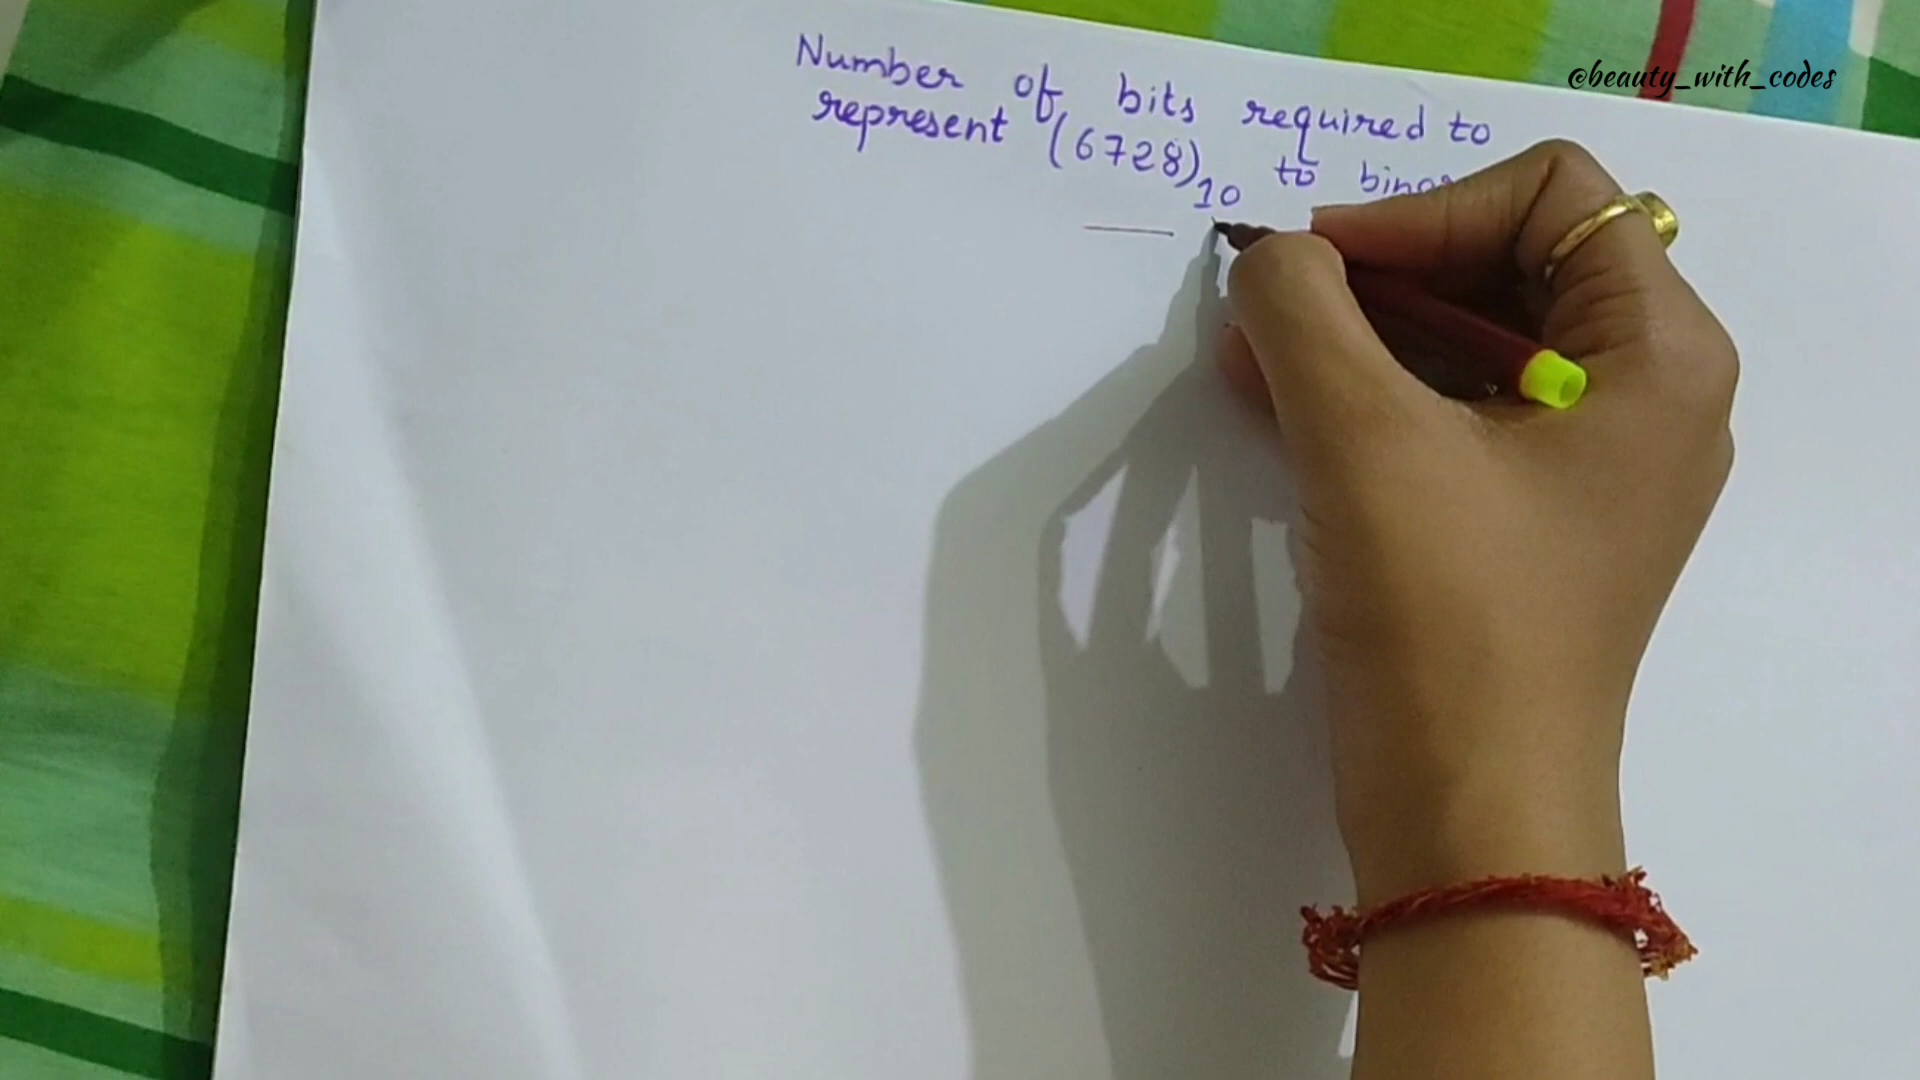 Number of bits required to
represent (6728)₁₀ to
@beauty_with_codes